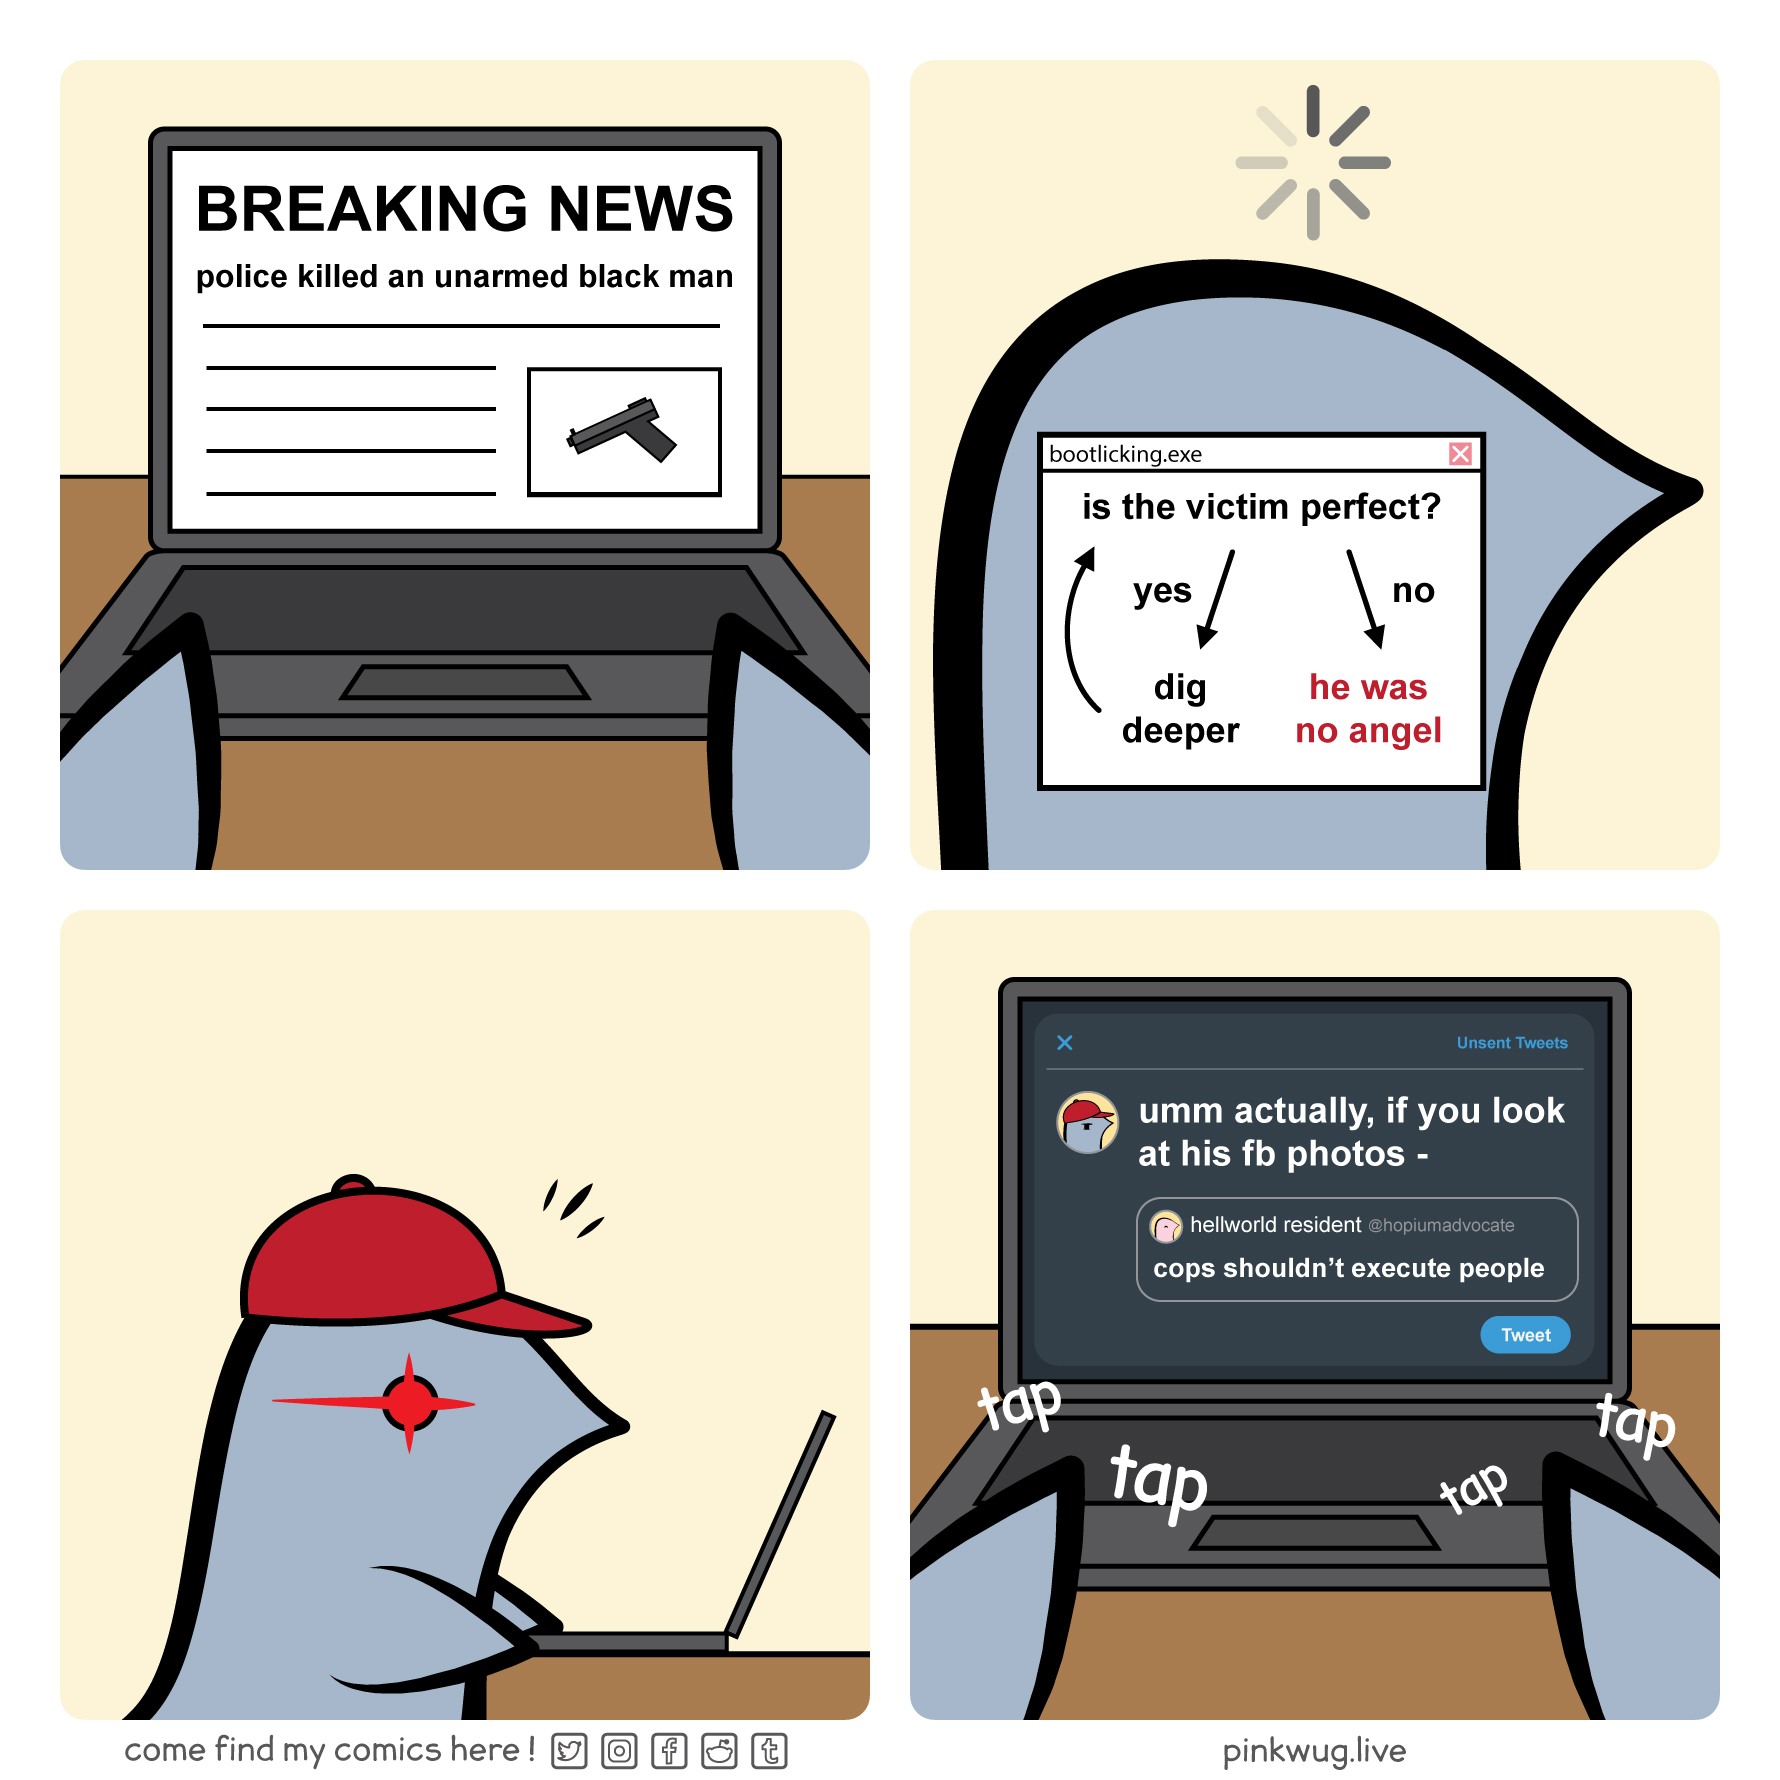 BREAKING NEWS
police killed an unarmed black man
bootlicking.exe
is the victim perfect?
yes
no
dig
deeper
he was
no angel
Unsent Tweets
umm actually, if you look
at his fb photos -
hellworld resident @hopiumadvocate
cops shouldn’t execute people
Tweet
tap
tap
tap
tap
come find my comics here !
pinkwug.live